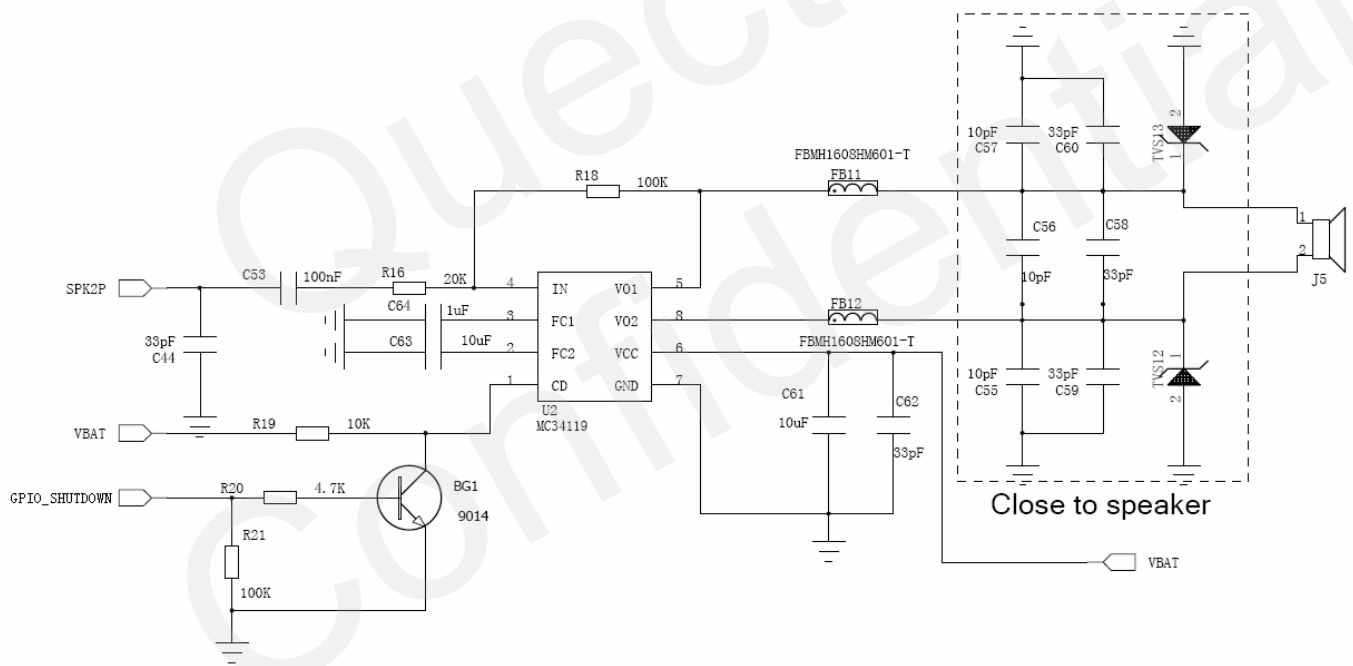 Quectel
Confidential
10pF
C57
33pF
C60
2
TVS13
1
FBMH1608HM601-T
R18
100K
FB11
C56
10pF
C58
33pF
1
2
J5
SPK2P
C53
100nF
R16
20K
4
IN
VO1
5
C64
1uF
3
FC1
VO2
8
FB12
C63
10uF
2
FC2
VCC
6
FBMH1608HM601-T
33pF
C44
1
CD
GND
7
U2
MC34119
C61
10uF
C62
33pF
10pF
C55
33pF
C59
TVS12
1
2
VBAT
R19
10K
GPIO_SHUTDOWN
R20
4.7K
BG1
9014
R21
100K
Close to speaker
VBAT